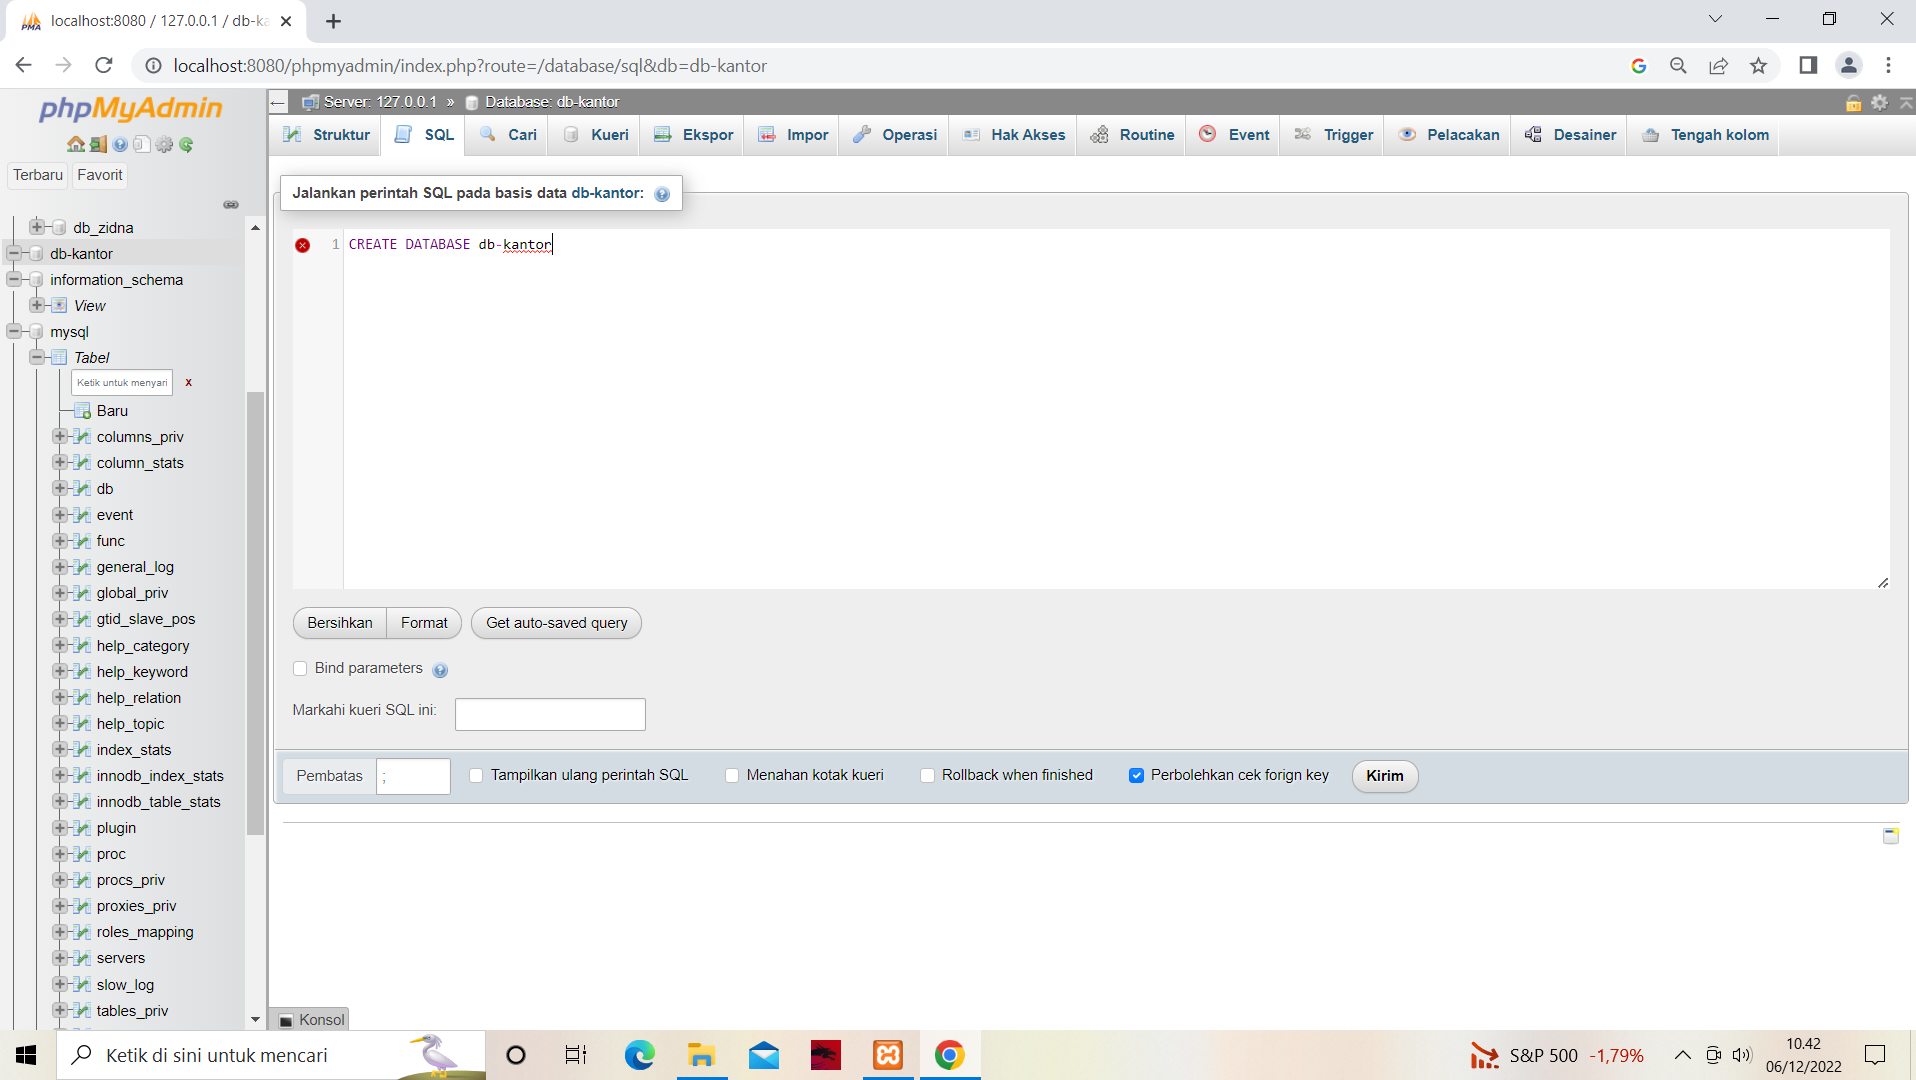 localhost:8080 / 127.0.0.1 / db-ka
localhost:8080/phpmyadmin/index.php?route=/database/sql&db=db-kantor
phpMyAdmin
Terbaru Favorit
db_zidna
db-kantor
information_schema
View
mysql
Tabel
Ketik untuk menyari x
Baru
columns_priv
column_stats
db
event
func
general_log
global_priv
gtid_slave_pos
help_category
help_keyword
help_relation
help_topic
index_stats
innodb_index_stats
innodb_table_stats
plugin
proc
procs_priv
proxies_priv
roles_mapping
servers
slow_log
tables_priv
Server: 127.0.0.1 » Database: db-kantor
Struktur SQL Cari Kueri Ekspor Impor Operasi Hak Akses Routine Event Trigger Pelacakan Desainer Tengah kolom
Jalankan perintah SQL pada basis data db-kantor:
1 CREATE DATABASE db-kantor
Bersihkan Format Get auto-saved query
Bind parameters
Markahi kueri SQL ini:
Pembatas ; Tampilkan ulang perintah SQL Menahan kotak kueri Rollback when finished Perbolehkan cek forign key Kirim
Konsol
Ketik di sini untuk mencari
S&P 500 -1,79%
10.42
06/12/2022